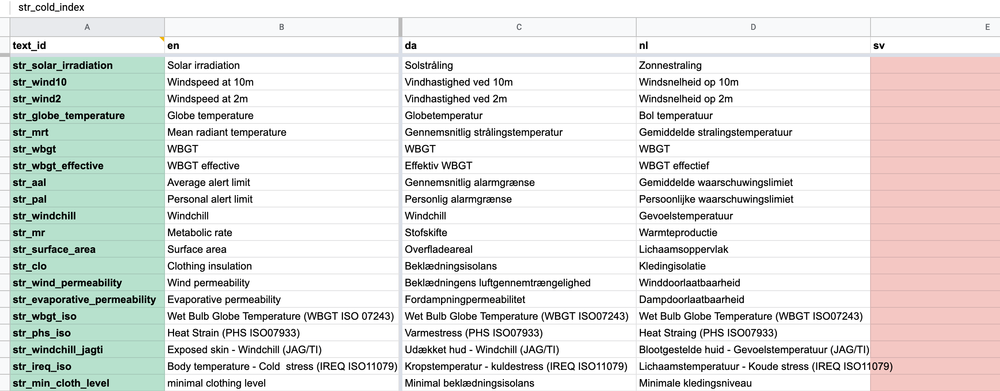 str_cold_index
A B C D E
text_id en da nl sv
str_solar_irradiation Solar irradiation Solstråling Zonnestraling
str_wind10 Windspeed at 10m Vindhastighed ved 10m Windsnelheid op 10m
str_wind2 Windspeed at 2m Vindhastighed ved 2m Windsnelheid op 2m
str_globe_temperature Globe temperature Globetemperatur Bol temperatuur
str_mrt Mean radiant temperature Gennemsnitlig strålingstemperatur Gemiddelde stralingstemperatuur
str_wbgt WBGT WBGT WBGT
str_wbgt_effective WBGT effective Effektiv WBGT WBGT effectief
str_aal Average alert limit Gennemsnitlig alarmgrænse Gemiddelde waarschuwingslimiet
str_pal Personal alert limit Personlig alarmgrænse Persoonlijke waarschuwingslimiet
str_windchill Windchill Windchill Gevoelstemperatuur
str_mr Metabolic rate Stofskifte Warmteproductie
str_surface_area Surface area Overfladeareal Lichaamsoppervlak
str_clo Clothing insulation Beklædningsisolans Kledingisolatie
str_wind_permeability Wind permeability Beklædningens luftgennemtrængelighed Winddoorlaatbaarheid
str_evaporative_permeability Evaporative permeability Fordampningpermeabilitet Dampdoorlaatbaarheid
str_wbgt_iso Wet Bulb Globe Temperature (WBGT ISO 07243) Wet Bulb Globe Temperature (WBGT ISO07243) Wet Bulb Globe Temperature (WBGT ISO07243)
str_phs_iso Heat Strain (PHS ISO07933) Varmestress (PHS ISO07933) Heat Straing (PHS ISO07933)
str_windchill_jagti Exposed skin - Windchill (JAG/TI) Udækket hud - Windchill (JAG/TI) Blootgestelde huid - Gevoelstemperatuur (JAG/TI)
str_ireq_iso Body temperature - Cold  stress (IREQ ISO11079) Kropstemperatur - kuldestress (IREQ ISO11079) Lichaamstemperatuur - Koude stress (IREQ ISO11079)
str_min_cloth_level minimal clothing level Minimal beklædningsisolans Minimale kledingsniveau